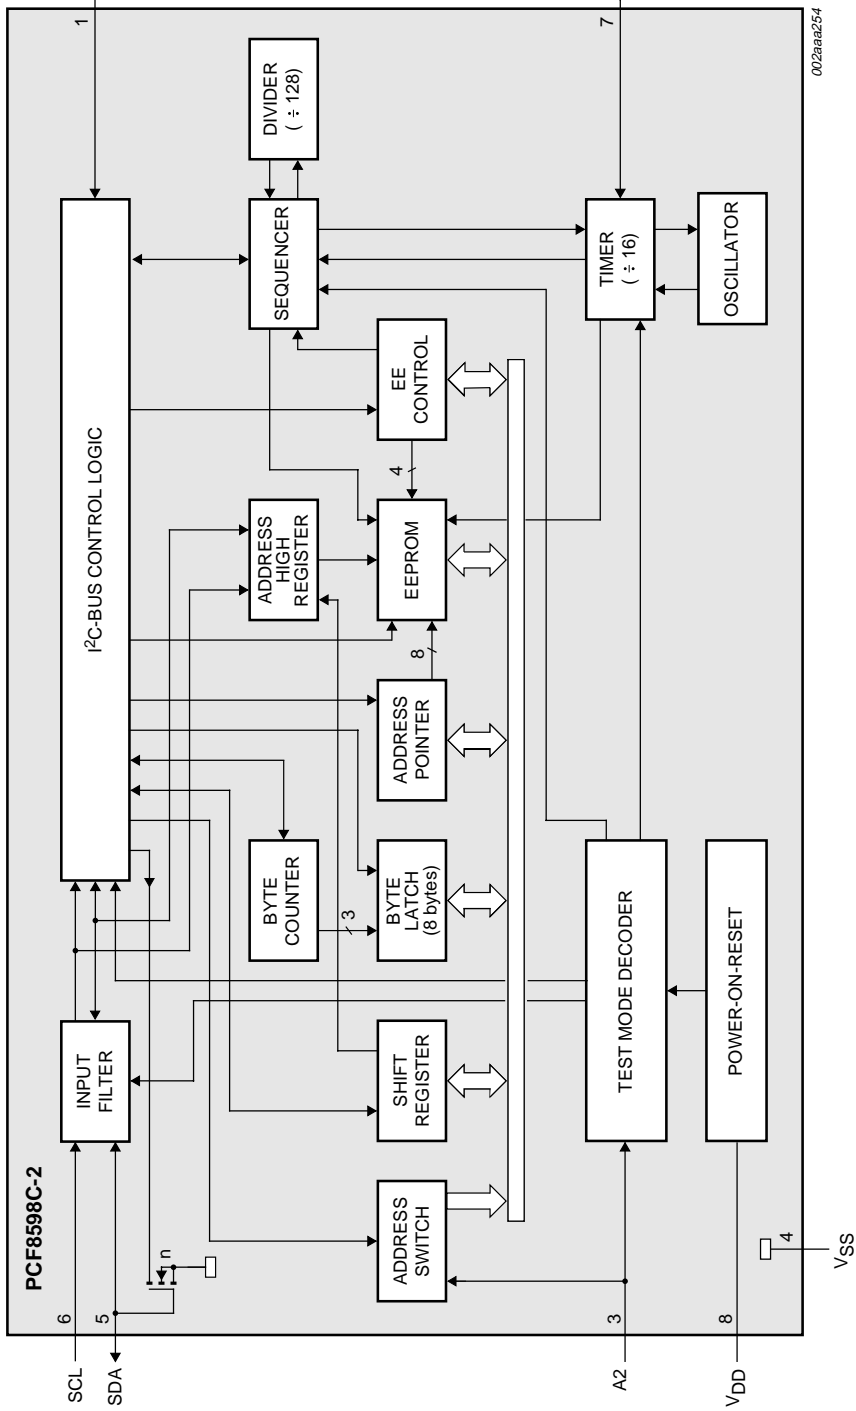 PCF8598C-2
SCL
6
SDA
5
n
INPUT
FILTER
I²C-BUS CONTROL LOGIC
1
BYTE
COUNTER
3
ADDRESS
HIGH
REGISTER
SEQUENCER
DIVIDER
( ÷ 128)
ADDRESS
SWITCH
SHIFT
REGISTER
BYTE
LATCH
(8 bytes)
ADDRESS
POINTER
8
EEPROM
4
EE
CONTROL
A2
3
TEST MODE DECODER
TIMER
( ÷ 16)
7
VDD
8
POWER-ON-RESET
OSCILLATOR
4
VSS
002aaa254